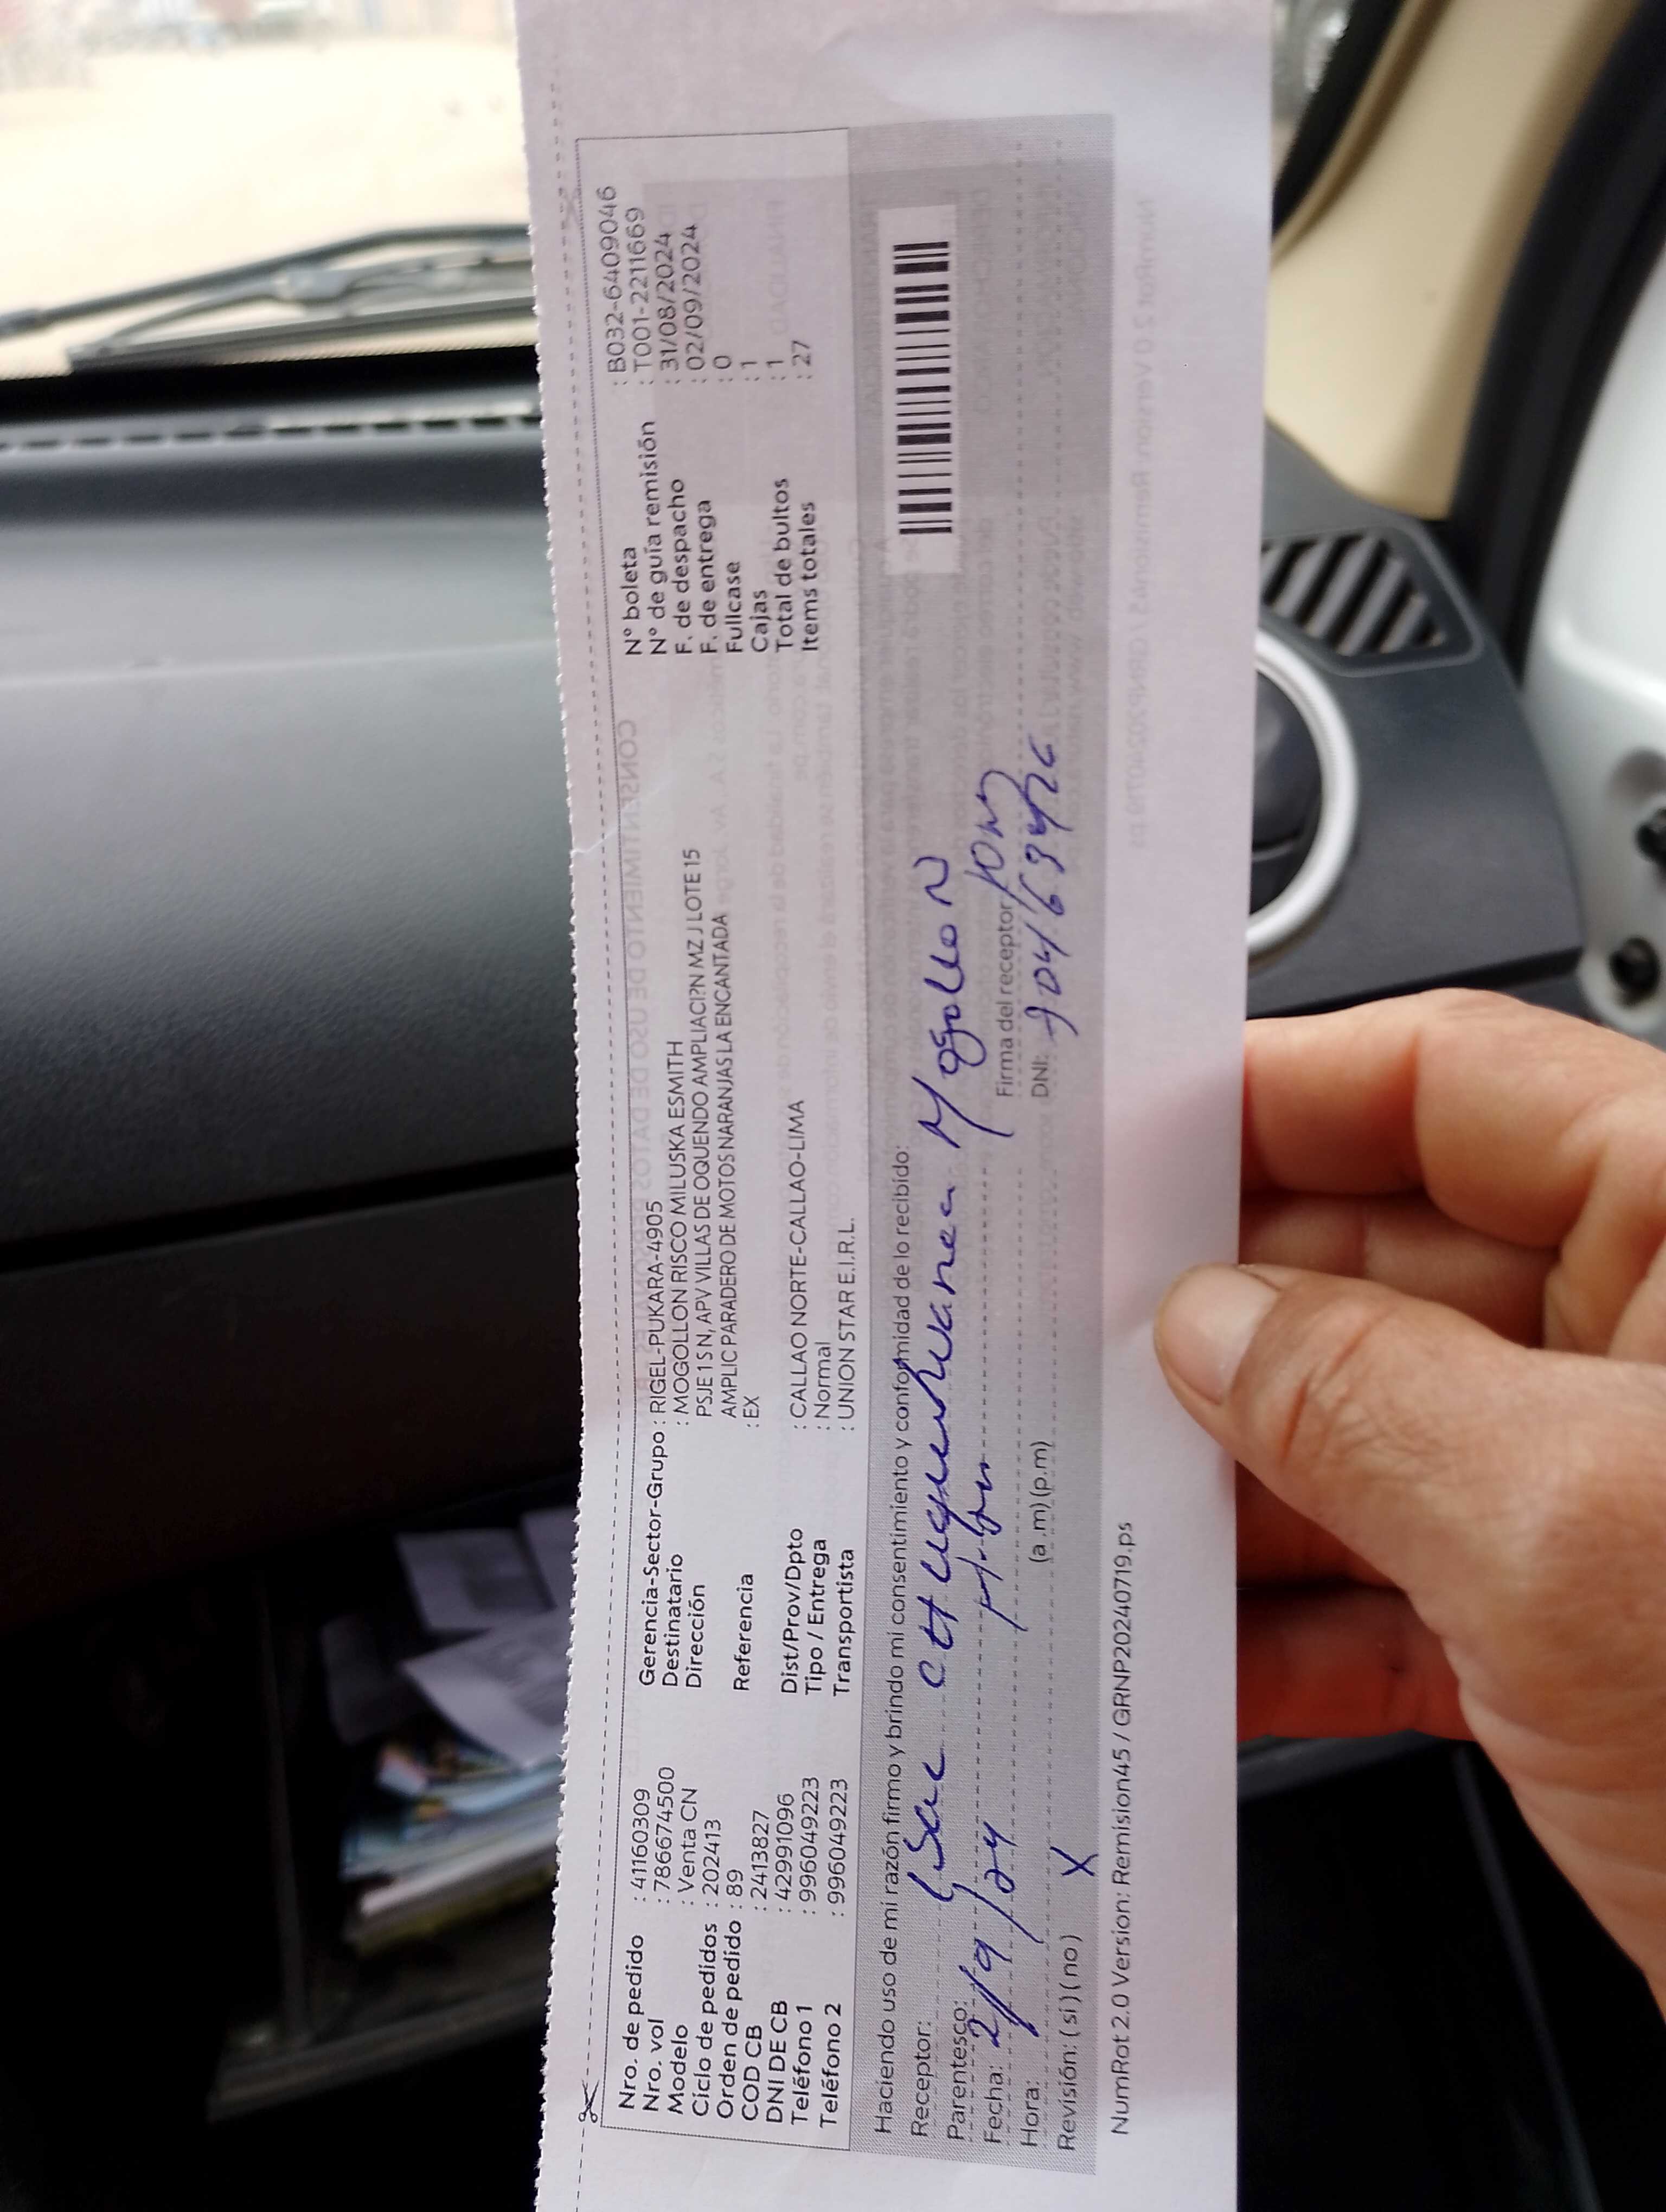 Nro. de pedido : 41160309
Nro. vol : 7866674500
Modelo : Venta CN
Ciclo de pedidos : 202413
Orden de pedido : 89
COD CB : 2413827
DNI DE CB : 42991096
Teléfono 1 : 996049223
Teléfono 2 : 996049223
Gerencia-Sector-Grupo : RIGEL-PUKARA-4905
Destinatario : MOGOLLON RISCO MILUSKA ESMITH
Dirección PSJE 1 S N, APV VILLAS DE OQUENDO AMPLIACI?N MZ J LOTE 15
AMPLIC PARADERO DE MOTOS NARANJAS LA ENCANTADA
Referencia : EX
Dist/Prov/Dpto : CALLAO NORTE-CALLAO-LIMA
Tipo / Entrega : Normal
Transportista : UNION STAR E.I.R.L.
N° boleta : B032-6409046
N° de guía remisión : T001-2211669
F. de despacho : 31/08/2024
F. de entrega : 02/09/2024
Fullcase : 0
Cajas : 1
Total de bultos : 1
Items totales : 27
Haciendo uso de mi razón firmo y brindo mi consentimiento y conformidad de lo recibido:
Receptor: Mogollon
Parentesco:
Fecha: 2/9/24
Firma del receptor
Hora: (a .m) (p.m)
DNI:
Revisión: ( si ) ( no ) X
NumRot 2.0 Version: Remision45 / GRNP20240719.ps